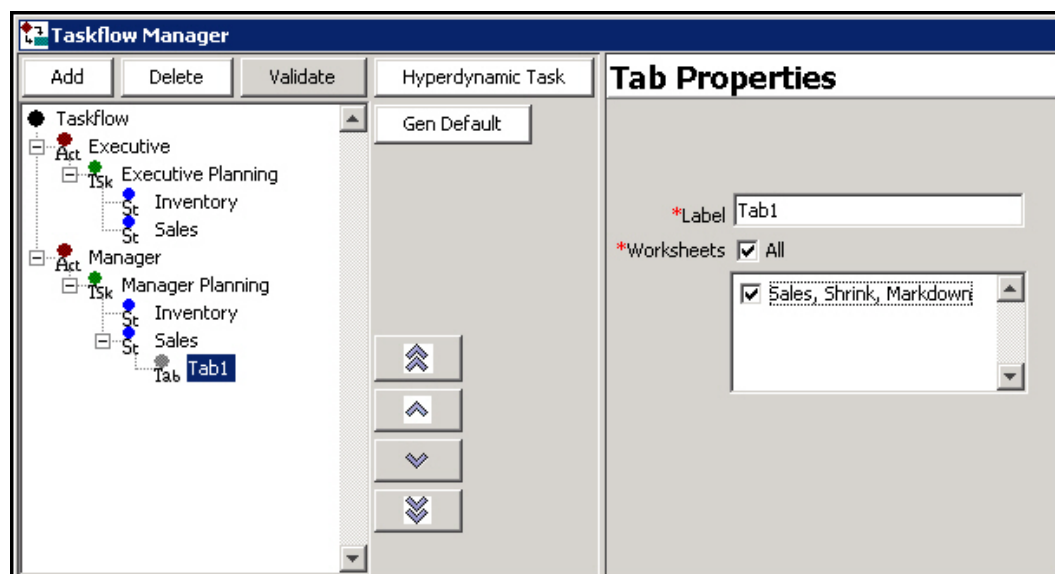 Taskflow Manager
Add Delete Validate Hyperdynamic Task
Gen Default
Taskflow
Act Executive
Tsk Executive Planning
St Inventory
St Sales
Act Manager
Tsk Manager Planning
St Inventory
St Sales
Tab Tab1
Tab Properties
*Label Tab1
*Worksheets All
Sales, Shrink, Markdown